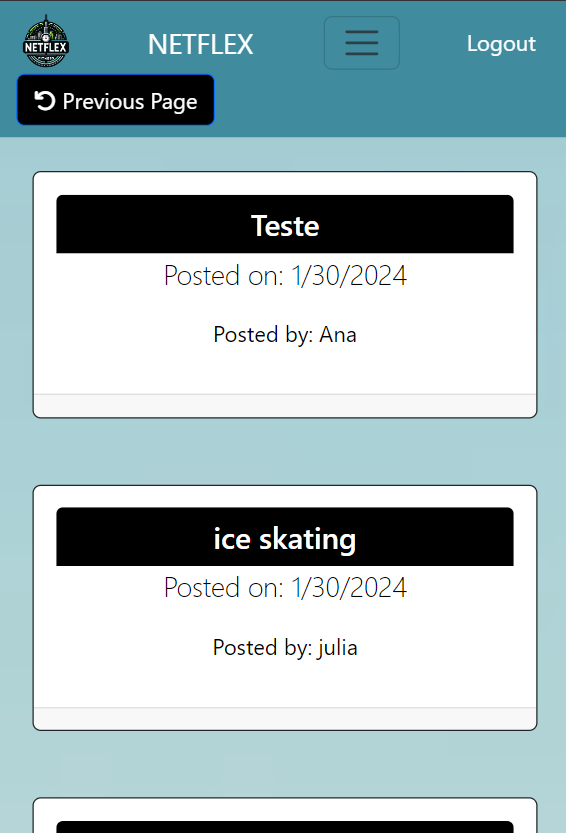 NETFLEX
NETFLEX
Logout
Previous Page
Teste
Posted on: 1/30/2024
Posted by: Ana
ice skating
Posted on: 1/30/2024
Posted by: julia